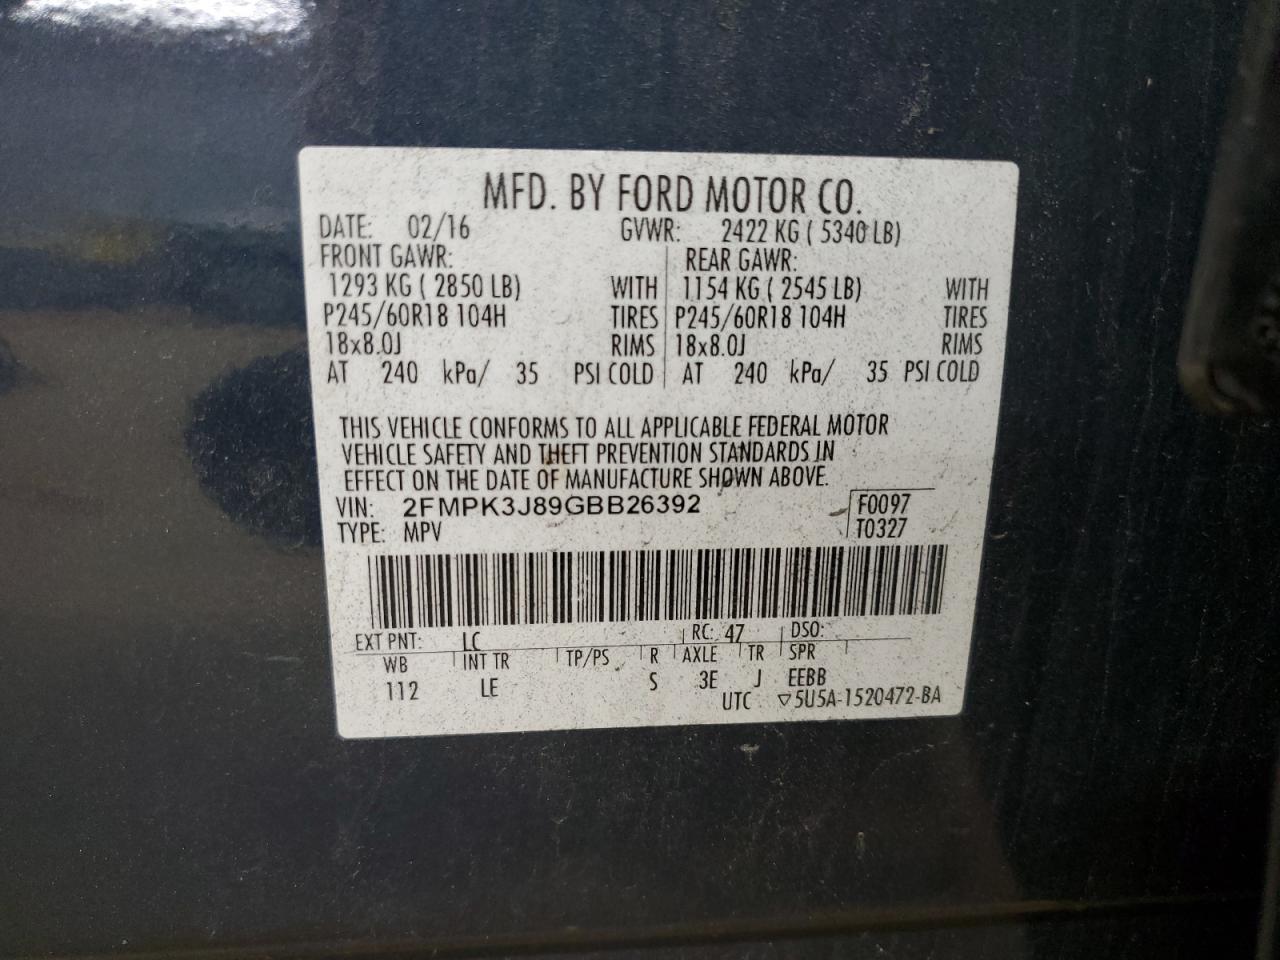 MFD. BY FORD MOTOR CO.
DATE: 02/16 GVWR: 2422 KG ( 5340 LB)
FRONT GAWR: REAR GAWR:
1293 KG ( 2850 LB) WITH 1154 KG ( 2545 LB) WITH
P245/60R18 104H TIRES P245/60R18 104H TIRES
18x8.0J RIMS 18x8.0J RIMS
AT 240 kPa/ 35 PSI COLD AT 240 kPa/ 35 PSI COLD
THIS VEHICLE CONFORMS TO ALL APPLICABLE FEDERAL MOTOR
VEHICLE SAFETY AND THEFT PREVENTION STANDARDS IN
EFFECT ON THE DATE OF MANUFACTURE SHOWN ABOVE.
VIN: 2FMPK3J89GBB26392 F0097
TYPE: MPV T0327
EXT PNT: LC RC: 47 DSO:
WB INT TR TP/PS R AXLE TR SPR
112 LE S 3E J EEBB
UTC ▽5U5A-1520472-BA